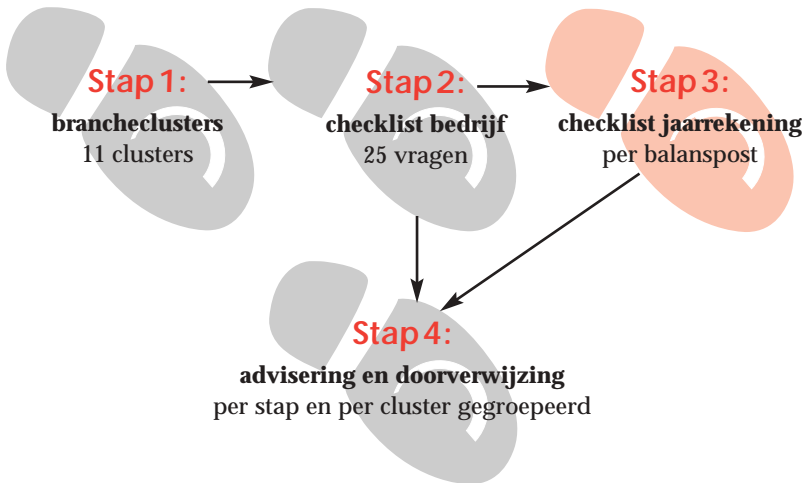 Stap 1:
brancheclusters
11 clusters
Stap 2:
checklist bedrijf
25 vragen
Stap 3:
checklist jaarrekening
per balanspost
Stap 4:
advisering en doorverwijzing
per stap en per cluster gegroepeerd